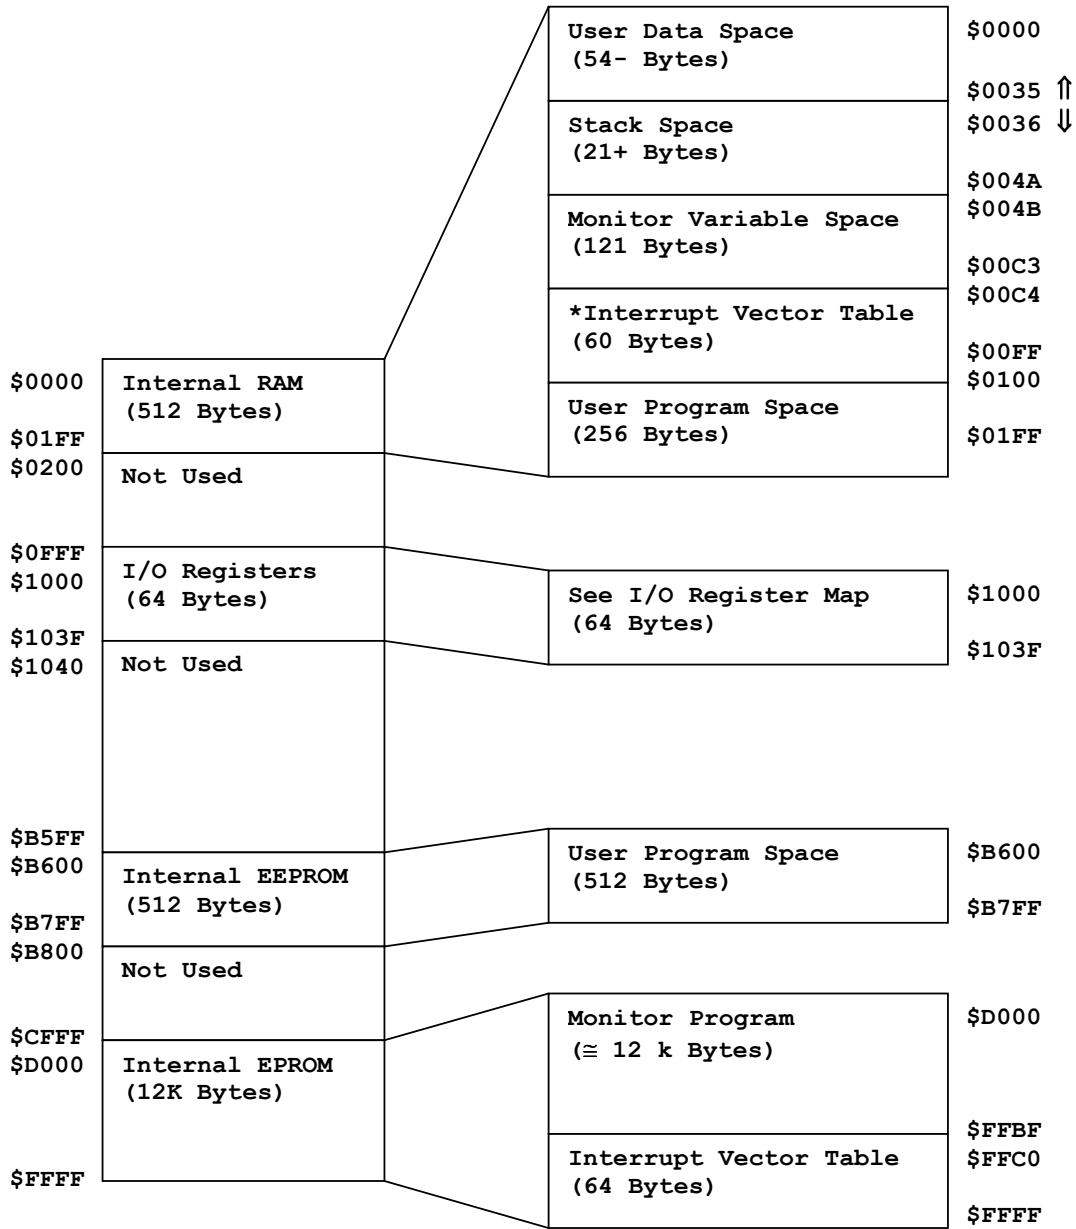 User Data Space
(54- Bytes)
$0000
$0035 ⇑
Stack Space
(21+ Bytes)
$0036 ⇓
$004A
Monitor Variable Space
(121 Bytes)
$004B
$00C3
*Interrupt Vector Table
(60 Bytes)
$00C4
$00FF
User Program Space
(256 Bytes)
$0100
$01FF
$0000
Internal RAM
(512 Bytes)
$01FF
$0200
Not Used
$0FFF
$1000
I/O Registers
(64 Bytes)
$103F
See I/O Register Map
(64 Bytes)
$1000
$103F
$1040
Not Used
$B5FF
$B600
Internal EEPROM
(512 Bytes)
$B7FF
User Program Space
(512 Bytes)
$B600
$B7FF
$B800
Not Used
$CFFF
$D000
Internal EPROM
(12K Bytes)
$FFFF
Monitor Program
(≅ 12 k Bytes)
$D000
$FFBF
Interrupt Vector Table
(64 Bytes)
$FFC0
$FFFF